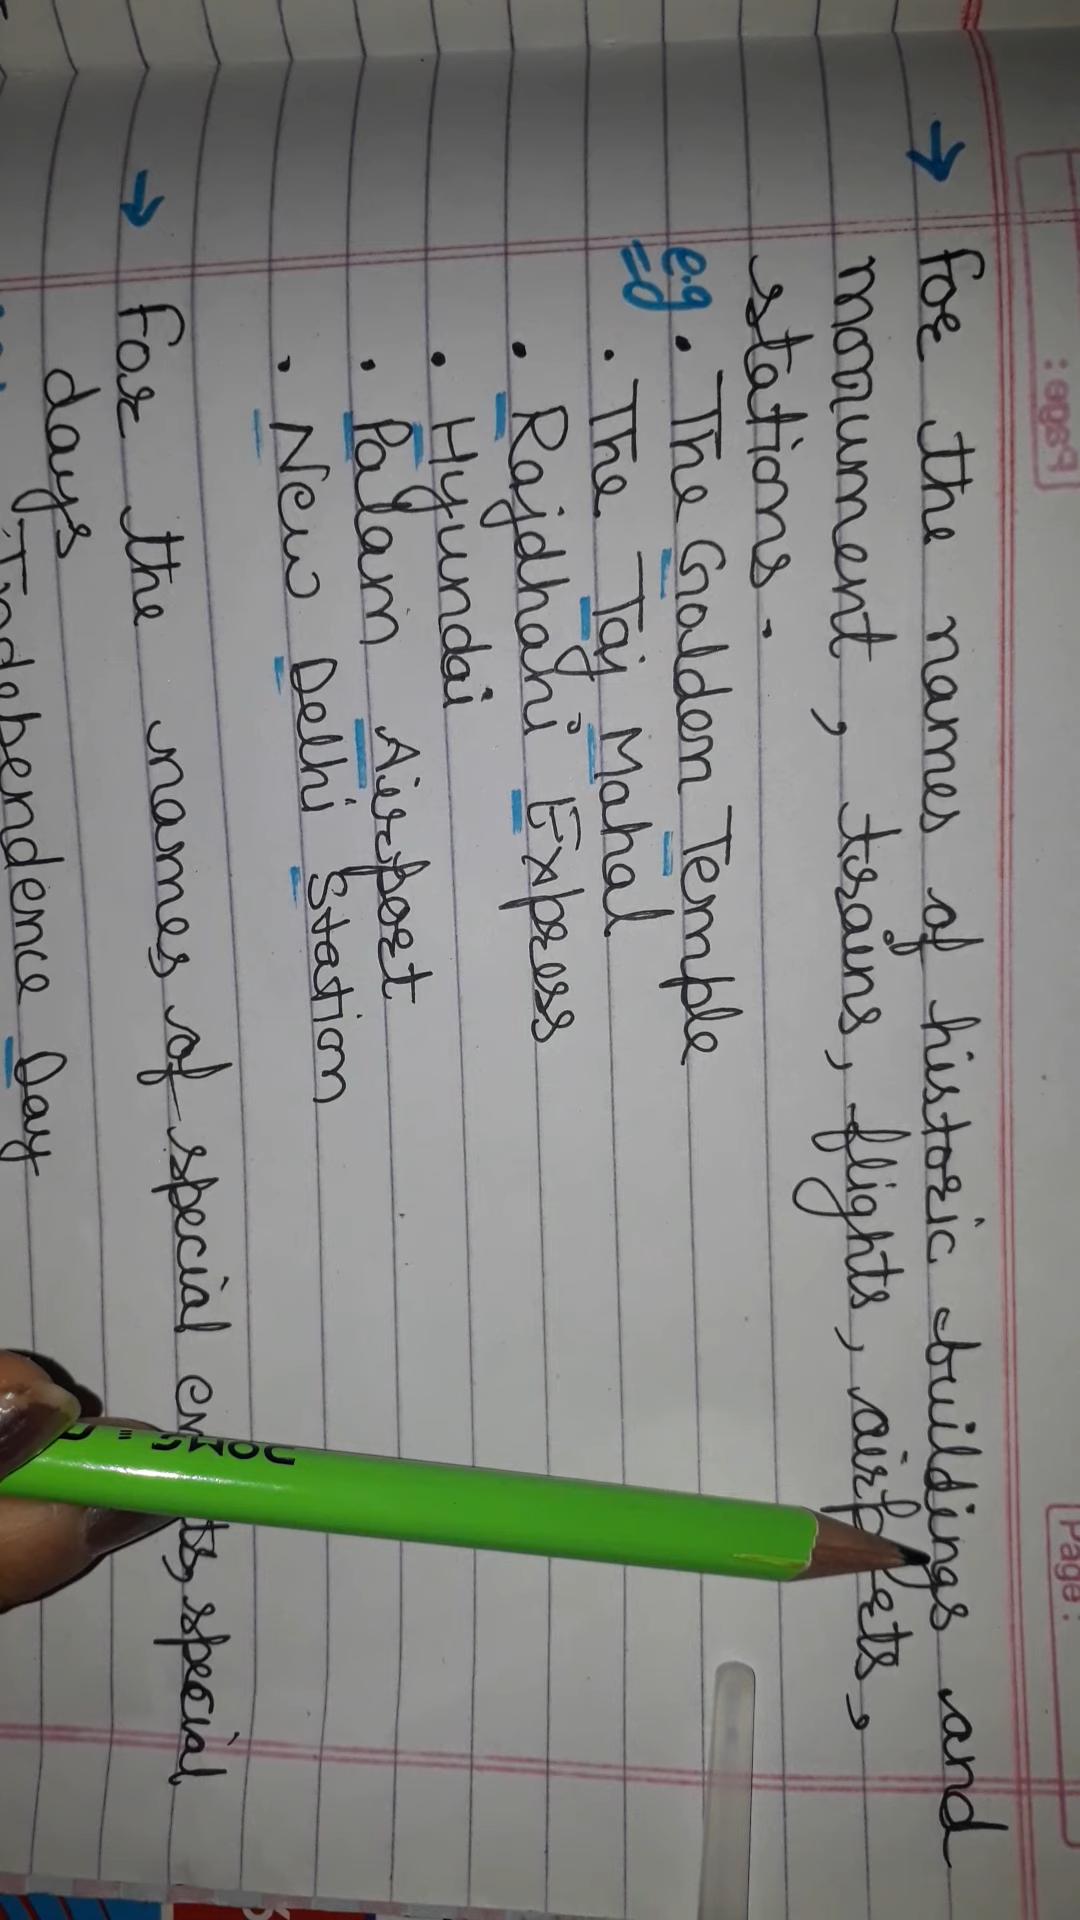 Page:
→ For the names of historic buildings and
monument, trains, flights, airports,
stations.
e.g. • The Golden Temple
• The Taj Mahal
• Rajdhani Express
• Hyundai
• Palam Airport
• New Delhi Station
→ For the names of special events, special
days
Independence Day
DOMS